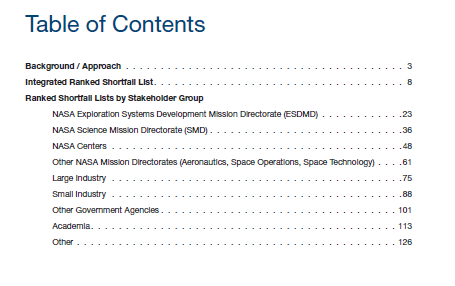 Table of Contents
Background / Approach . . . . . . . . . . . . . . . . . . . . . . . . . . . . . . . . . . . . . . . . . . . . . 3
Integrated Ranked Shortfall List . . . . . . . . . . . . . . . . . . . . . . . . . . . . . . . . . . . . . . . . 8
Ranked Shortfall Lists by Stakeholder Group
NASA Exploration Systems Development Mission Directorate (ESDMD) . . . . . . . . . . . . . 23
NASA Science Mission Directorate (SMD) . . . . . . . . . . . . . . . . . . . . . . . . . . . . . . . 36
NASA Centers . . . . . . . . . . . . . . . . . . . . . . . . . . . . . . . . . . . . . . . . . . . . . . 48
Other NASA Mission Directorates (Aeronautics, Space Operations, Space Technology) . . . . 61
Large Industry . . . . . . . . . . . . . . . . . . . . . . . . . . . . . . . . . . . . . . . . . . . . . . 75
Small Industry . . . . . . . . . . . . . . . . . . . . . . . . . . . . . . . . . . . . . . . . . . . . . . 88
Other Government Agencies . . . . . . . . . . . . . . . . . . . . . . . . . . . . . . . . . . . . . . 101
Academia . . . . . . . . . . . . . . . . . . . . . . . . . . . . . . . . . . . . . . . . . . . . . . . . 113
Other . . . . . . . . . . . . . . . . . . . . . . . . . . . . . . . . . . . . . . . . . . . . . . . . . . 126